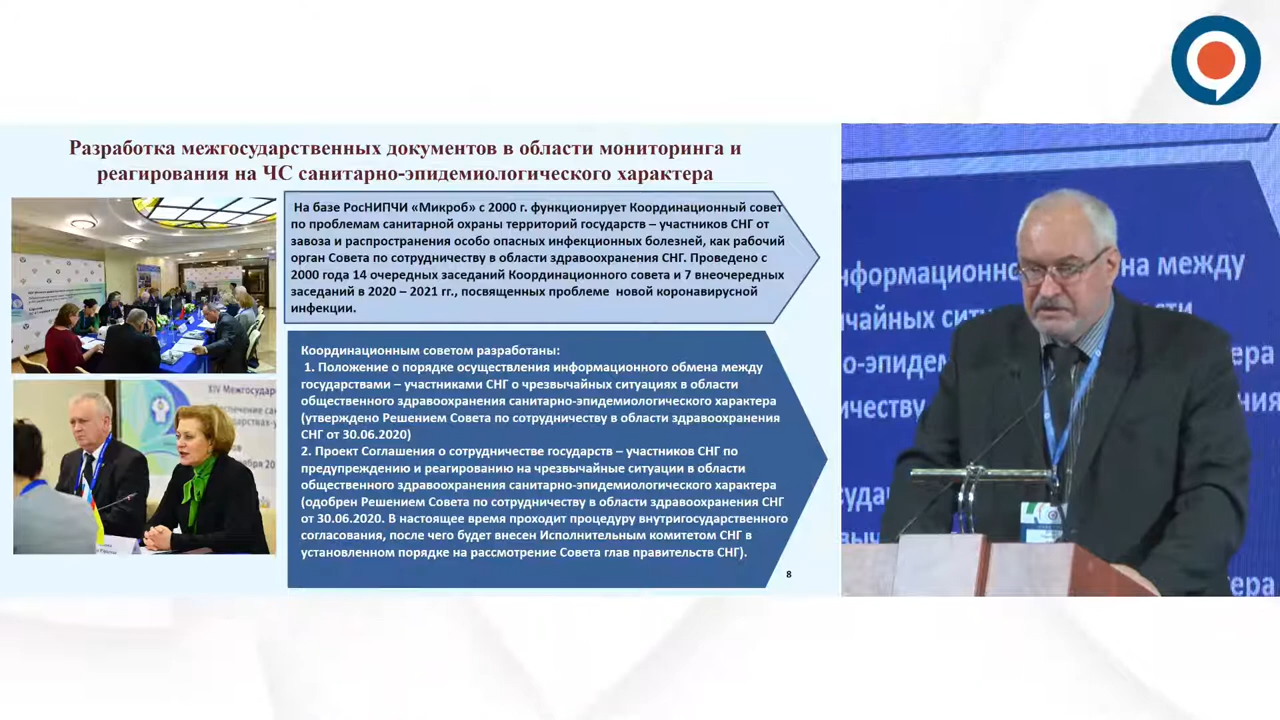 Разработка межгосударственных документов в области мониторинга и
реагирования на ЧС санитарно-эпидемиологического характера
На базе РосНИПЧИ «Микроб» с 2000 г. функционирует Координационный совет
по проблемам санитарной охраны территорий государств – участников СНГ от
завоза и распространения особо опасных инфекционных болезней, как рабочий
орган Совета по сотрудничеству в области здравоохранения СНГ. Проведено с
2000 года 14 очередных заседаний Координационного совета и 7 внеочередных
заседаний в 2020 – 2021 гг., посвященных проблеме новой коронавирусной
инфекции.
Координационным советом разработаны:
1. Положение о порядке осуществления информационного обмена между
государствами – участниками СНГ о чрезвычайных ситуациях в области
общественного здравоохранения санитарно-эпидемиологического характера
(утверждено Решением Совета по сотрудничеству в области здравоохранения
СНГ от 30.06.2020)
2. Проект Соглашения о сотрудничестве государств – участников СНГ по
предупреждению и реагированию на чрезвычайные ситуации в области
общественного здравоохранения санитарно-эпидемиологического характера
(одобрен Решением Совета по сотрудничеству в области здравоохранения СНГ
от 30.06.2020. В настоящее время проходит процедуру внутригосударственного
согласования, после чего будет внесен Исполнительным комитетом СНГ в
установленном порядке на рассмотрение Совета глав правительств СНГ).
8
XIV Межгосудар
нформационно на между
чайных сит сти
о-эпидем ера
ичеству ния
суда
выч
ера